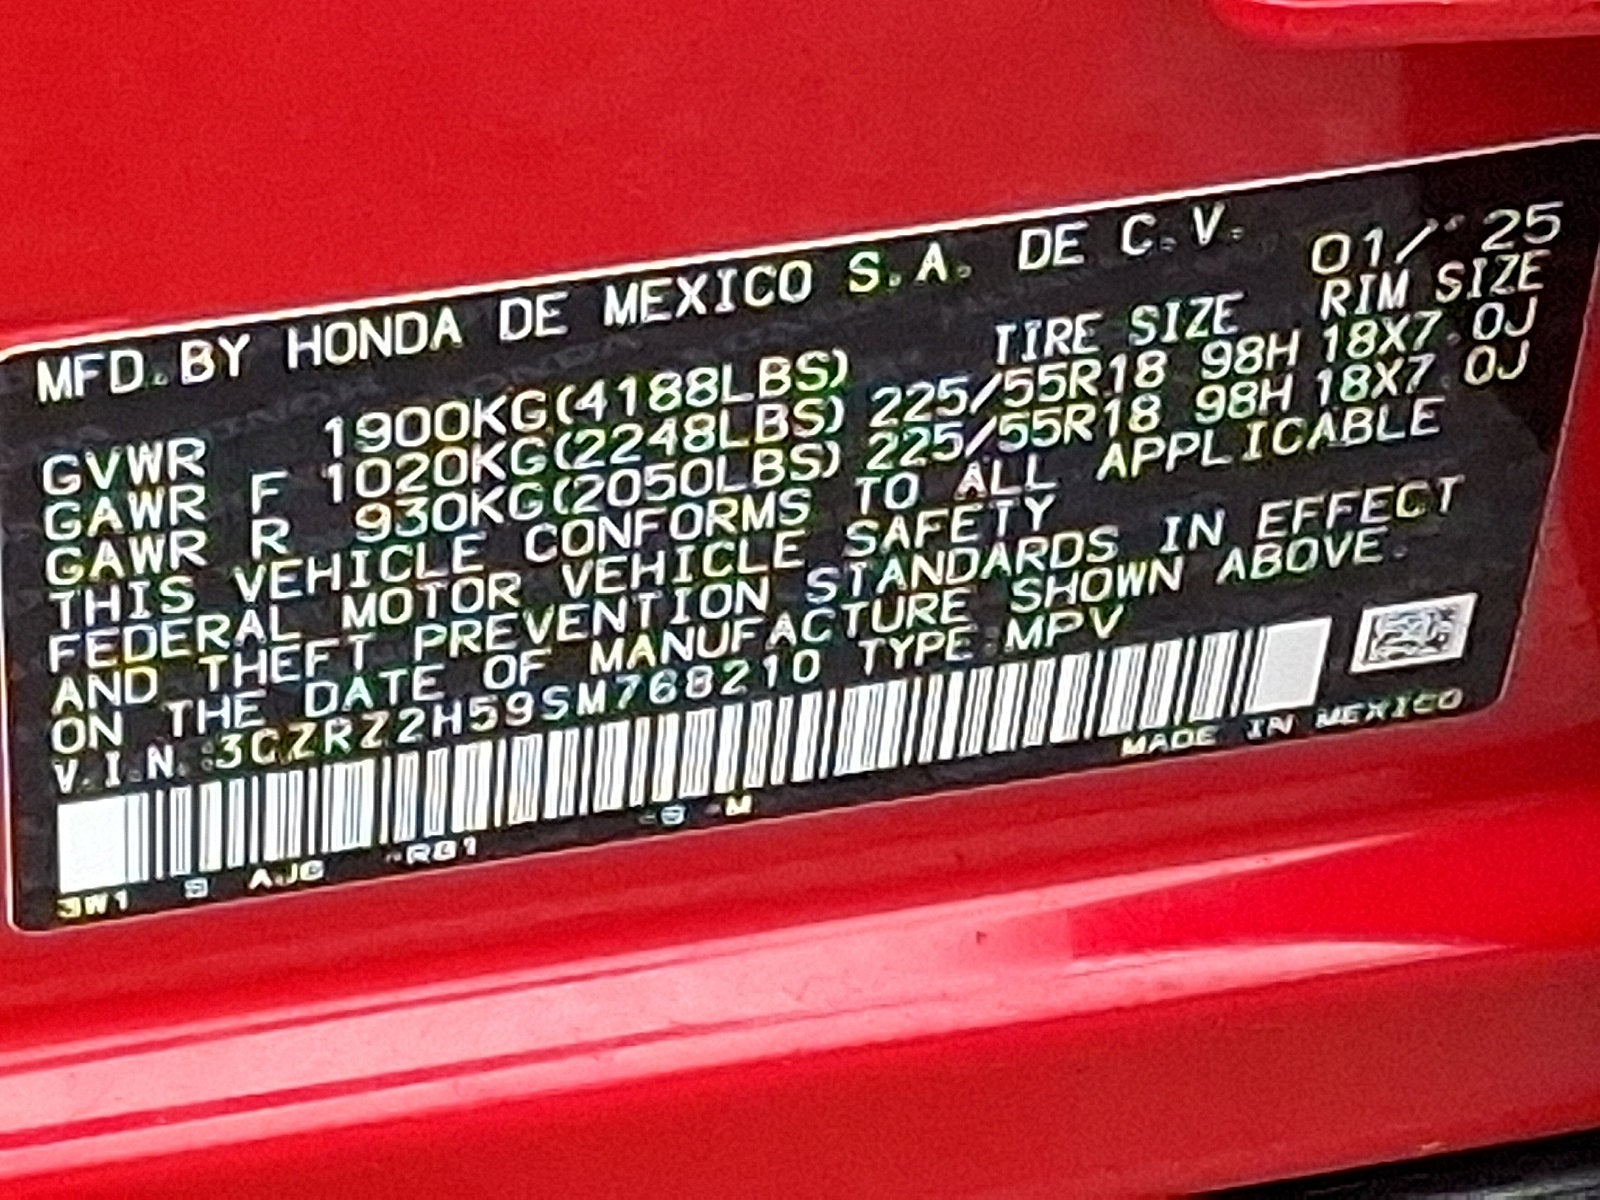 MFD.BY HONDA DE MEXICO S.A. DE C.V. 01/ 25
TIRE SIZE RIM SIZE
GVWR 1900KG(4188LBS)
GAWR F 1020KG(2248LBS) 225/55R18 98H 18X7.0J
GAWR R 930KG(2050LBS) 225/55R18 98H 18X7.0J
THIS VEHICLE CONFORMS TO ALL APPLICABLE
FEDERAL MOTOR VEHICLE SAFETY
AND THEFT PREVENTION STANDARDS IN EFFECT
ON THE DATE OF MANUFACTURE SHOWN ABOVE.
V.I.N.:3CZRZ2H59SM768210 TYPE:MPV
MADE IN MEXICO
3W1